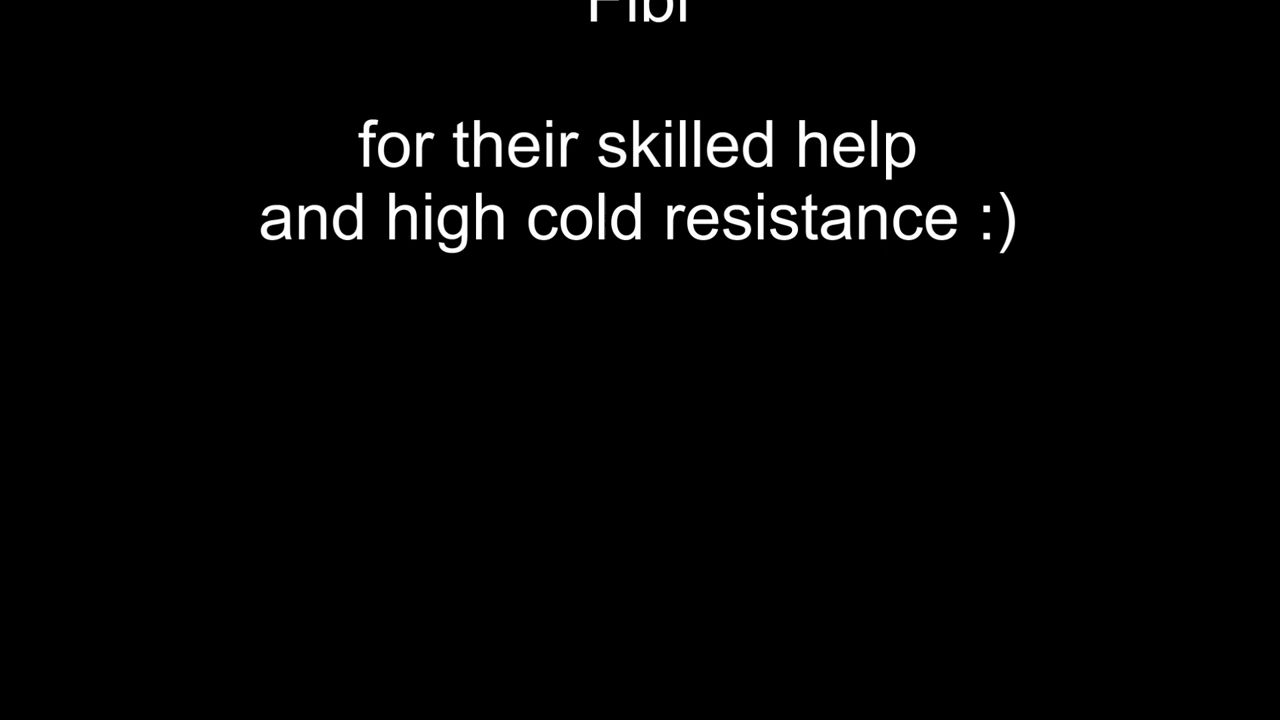 for their skilled help
and high cold resistance :)